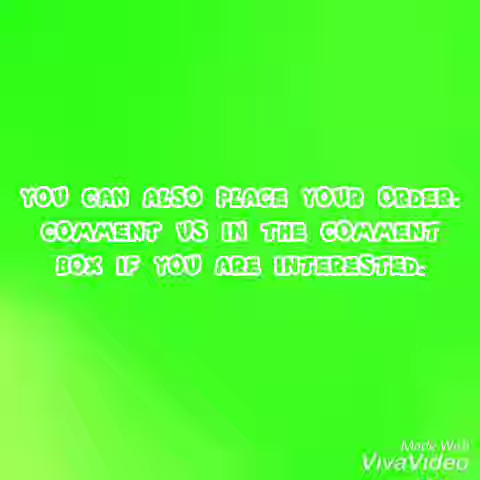 YOU CAN ALSO PLACE YOUR ORDER.
COMMENT US IN THE COMMENT
BOX IF YOU ARE INTERESTED.
Made With
VivaVideo